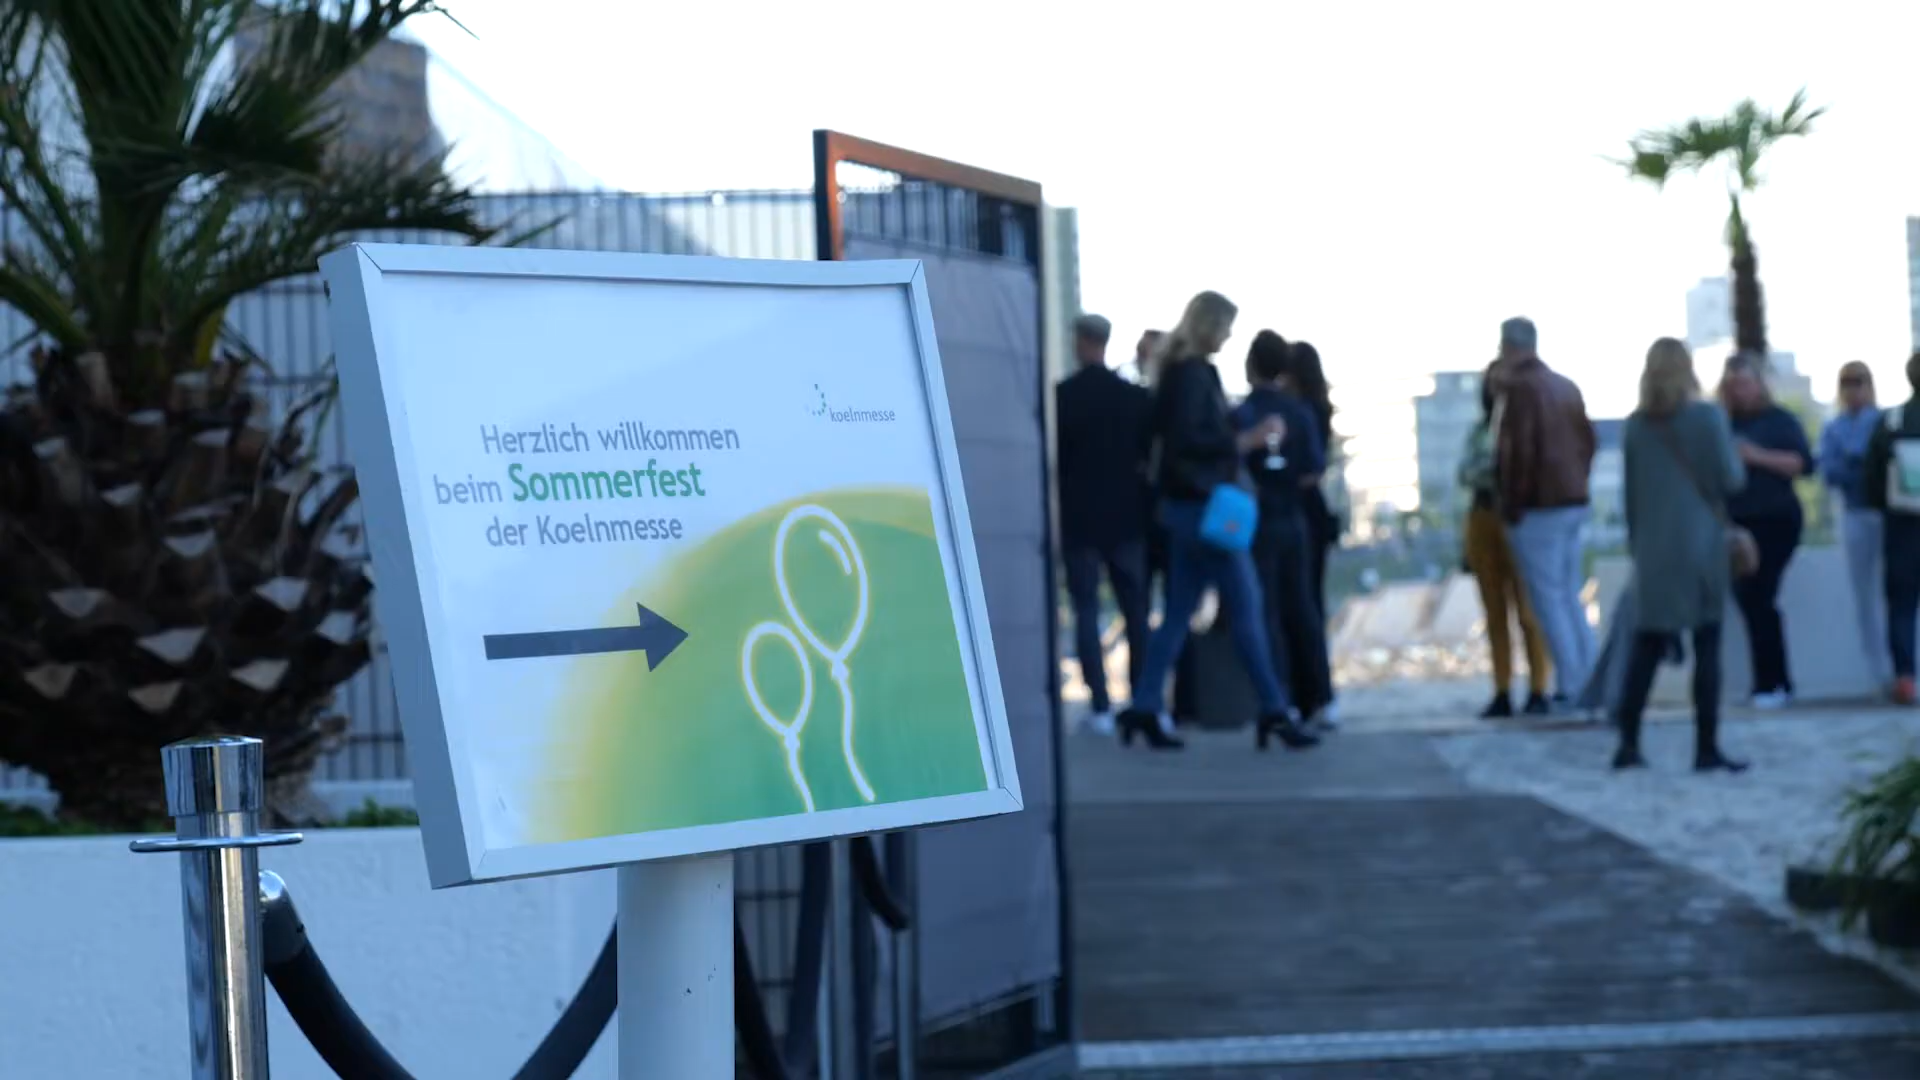 koelnmesse
Herzlich willkommen
beim Sommerfest
der Koelnmesse